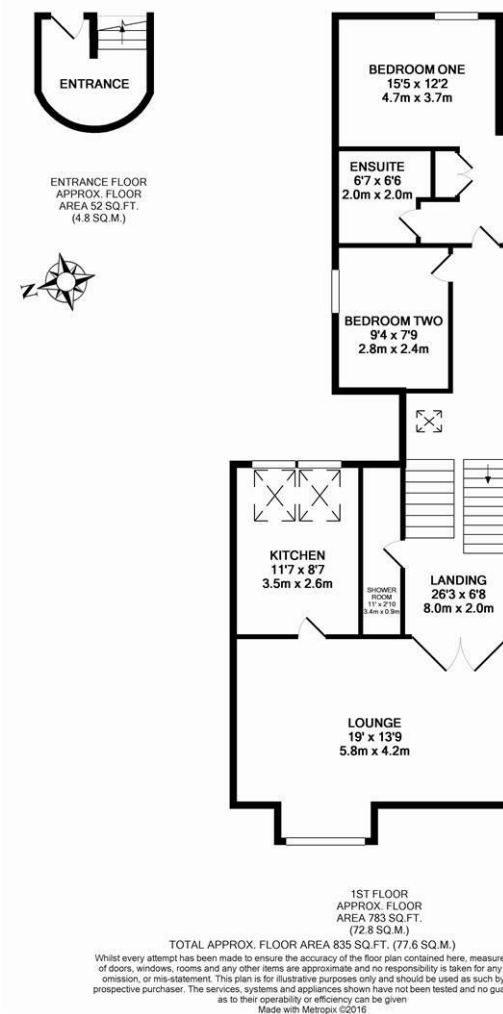 ENTRANCE
BEDROOM ONE
15'5 x 12'2
4.7m x 3.7m
ENTRANCE FLOOR
APPROX. FLOOR
AREA 52 SQ.FT.
(4.8 SQ.M.)
ENSUITE
6'7 x 6'6
2.0m x 2.0m
N
BEDROOM TWO
9'4 x 7'9
2.8m x 2.4m
KITCHEN
11'7 x 8'7
3.5m x 2.6m
SHOWER
ROOM
11' x 2'10
3.4m x 0.9m
LANDING
26'3 x 6'8
8.0m x 2.0m
LOUNGE
19' x 13'9
5.8m x 4.2m
1ST FLOOR
APPROX. FLOOR
AREA 783 SQ.FT.
(72.8 SQ.M.)
TOTAL APPROX. FLOOR AREA 835 SQ.FT. (77.6 SQ.M.)
Whilst every attempt has been made to ensure the accuracy of the floor plan contained here, measure
of doors, windows, rooms and any other items are approximate and no responsibility is taken for any
omission, or mis-statement. This plan is for illustrative purposes only and should be used as such by
prospective purchaser. The services, systems and appliances shown have not been tested and no gua
as to their operability or efficiency can be given
Made with Metropix ©2016